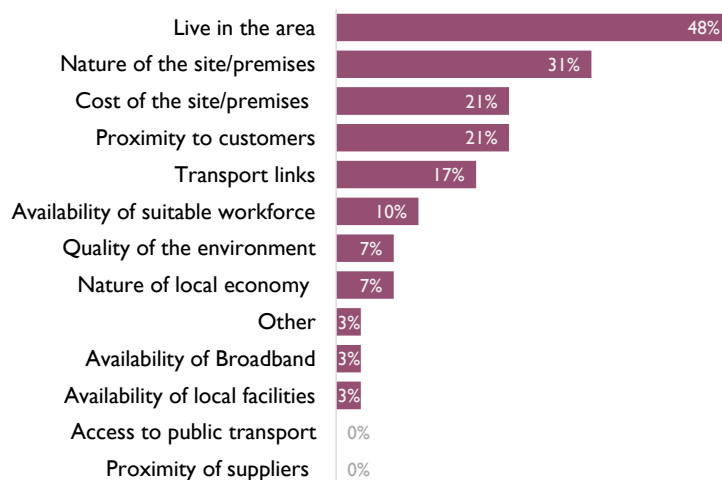 Live in the area 48%
Nature of the site/premises 31%
Cost of the site/premises 21%
Proximity to customers 21%
Transport links 17%
Availability of suitable workforce 10%
Quality of the environment 7%
Nature of local economy 7%
Other 3%
Availability of Broadband 3%
Availability of local facilities 3%
Access to public transport 0%
Proximity of suppliers 0%